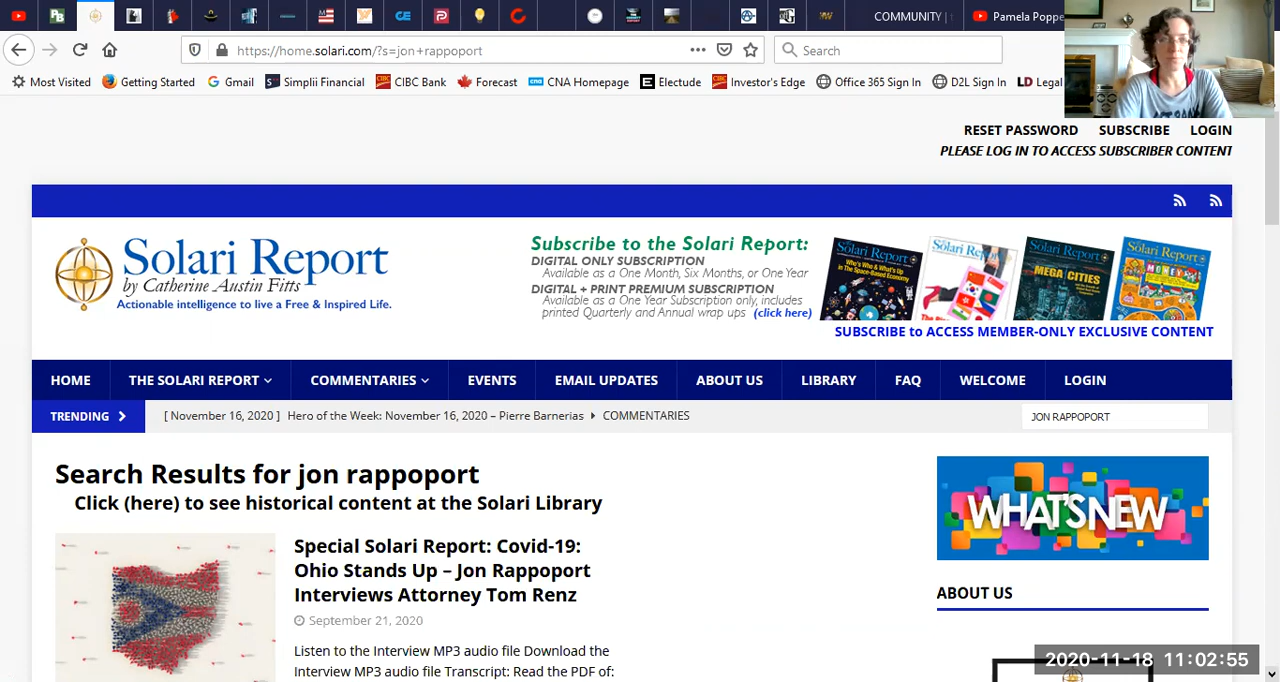 COMMUNITY | T
Pamela Poppe
https://home.solari.com/?s=jon+rappoport
Search
Most Visited
Getting Started
Gmail
Simplii Financial
CIBC Bank
Forecast
CNA Homepage
Electude
Investor's Edge
Office 365 Sign In
D2L Sign In
Legal
RESET PASSWORD SUBSCRIBE LOGIN
PLEASE LOG IN TO ACCESS SUBSCRIBER CONTENT
Solari Report
by Catherine Austin Fitts
Actionable intelligence to live a Free & Inspired Life.
Subscribe to the Solari Report:
DIGITAL ONLY SUBSCRIPTION
Available as a One Month, Six Months, or One Year
DIGITAL + PRINT PREMIUM SUBSCRIPTION
Available as a One Year Subscription only, includes
printed Quarterly and Annual wrap ups (click here)
SUBSCRIBE to ACCESS MEMBER-ONLY EXCLUSIVE CONTENT
HOME THE SOLARI REPORT COMMENTARIES EVENTS EMAIL UPDATES ABOUT US LIBRARY FAQ WELCOME LOGIN
TRENDING
[ November 16, 2020 ] Hero of the Week: November 16, 2020 – Pierre Barnerias COMMENTARIES
JON RAPPOPORT
Search Results for jon rappoport
Click (here) to see historical content at the Solari Library
WHAT'S NEW
Special Solari Report: Covid-19:
Ohio Stands Up – Jon Rappoport
Interviews Attorney Tom Renz
September 21, 2020
Listen to the Interview MP3 audio file Download the
Interview MP3 audio file Transcript: Read the PDF of:
ABOUT US
2020-11-18 11:02:55